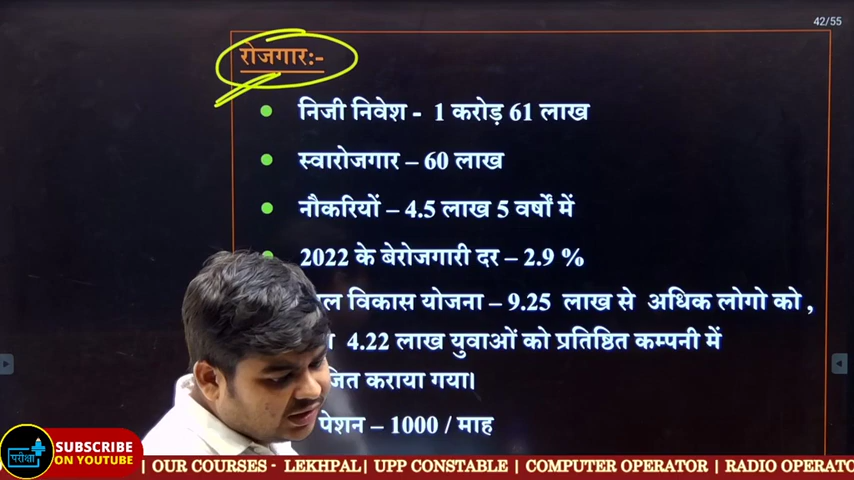 42/55
रोजगारः-
निजी निवेश - 1 करोड़ 61 लाख
स्वारोजगार – 60 लाख
नौकरियों – 4.5 लाख 5 वर्षों में
2022 के बेरोजगारी दर – 2.9 %
विकास योजना – 9.25 लाख से अधिक लोगो को ,
4.22 लाख युवाओं को प्रतिष्ठित कम्पनी में
कराया गया।
पेशन – 1000 / माह
परीक्षा
SUBSCRIBE
ON YOUTUBE
| OUR COURSES - LEKHPAL| UPP CONSTABLE | COMPUTER OPERATOR | RADIO OPERATO